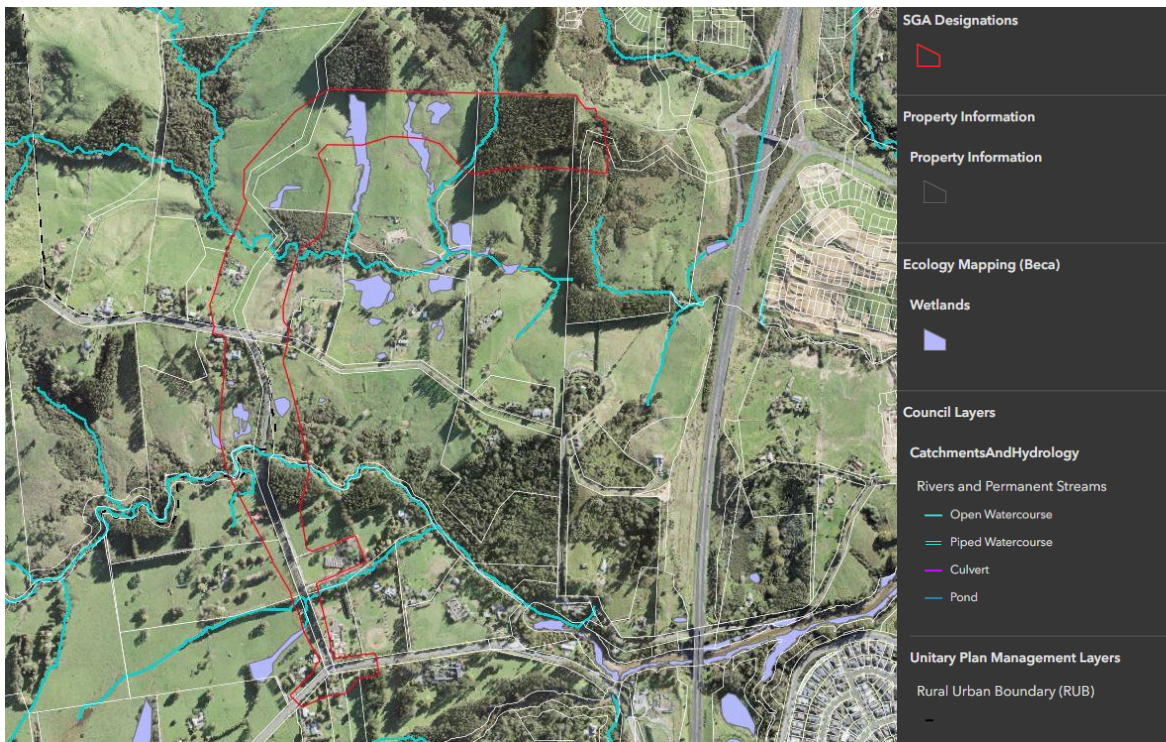 SGA Designations
Property Information
Property Information
Ecology Mapping (Beca)
Wetlands
Council Layers
CatchmentsAndHydrology
Rivers and Permanent Streams
Open Watercourse
Piped Watercourse
Culvert
Pond
Unitary Plan Management Layers
Rural Urban Boundary (RUB)